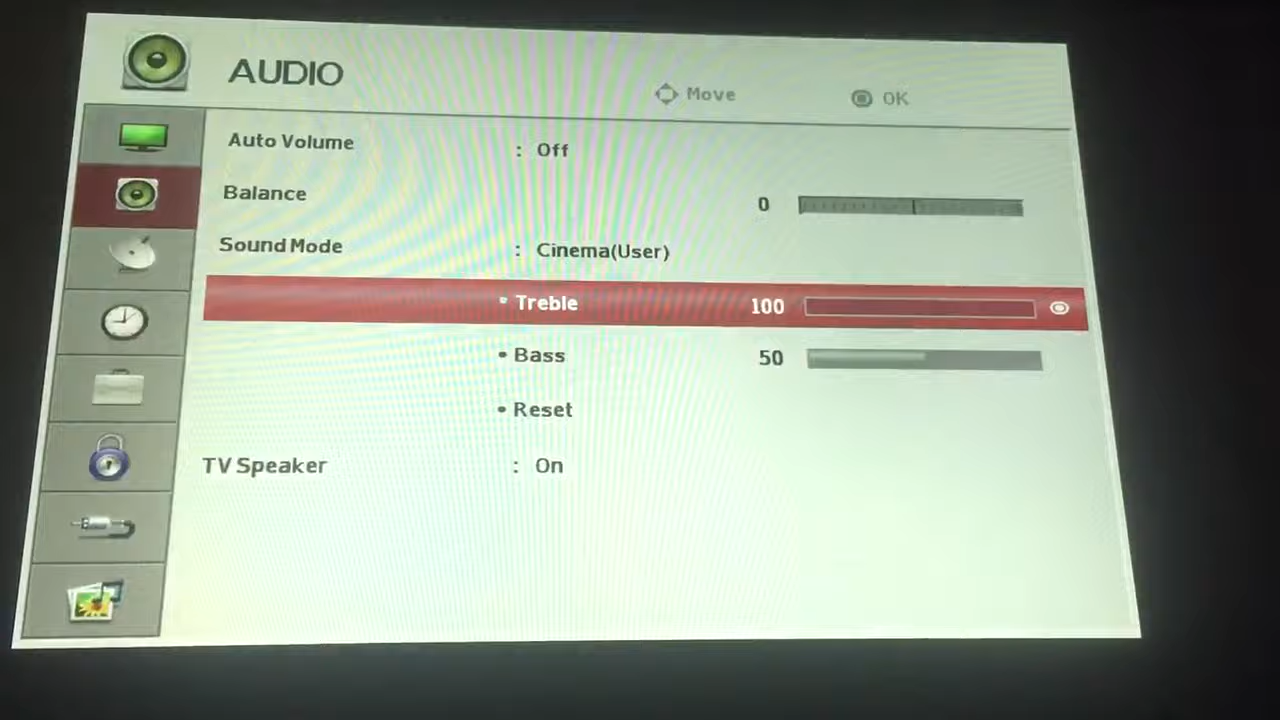 AUDIO
Move OK
Auto Volume : Off
Balance 0
Sound Mode : Cinema(User)
• Treble 100
• Bass 50
• Reset
TV Speaker : On